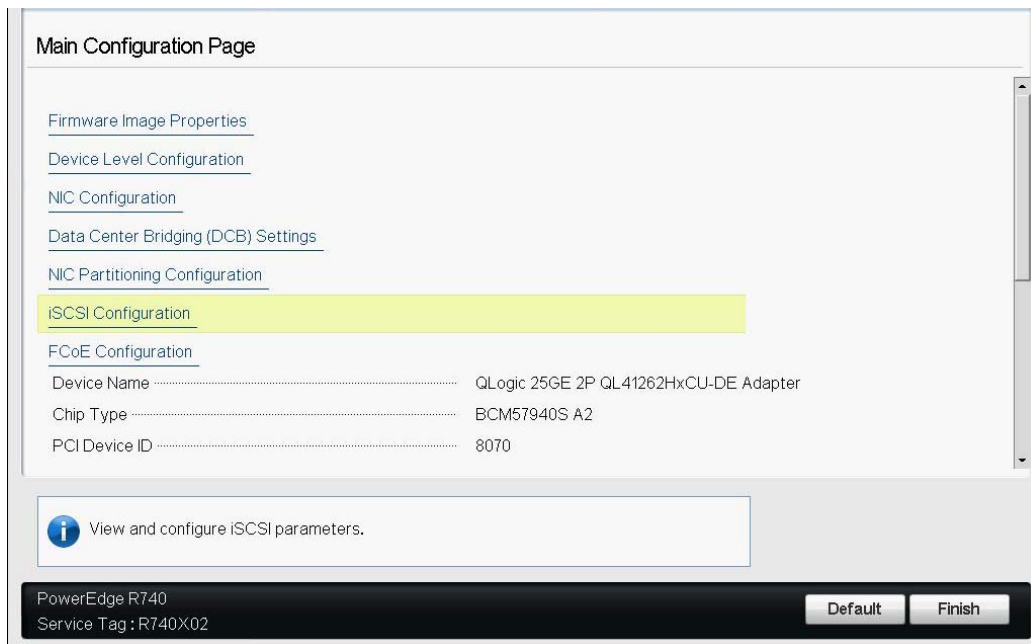 Main Configuration Page
Firmware Image Properties
Device Level Configuration
NIC Configuration
Data Center Bridging (DCB) Settings
NIC Partitioning Configuration
iSCSI Configuration
FCoE Configuration
Device Name QLogic 25GE 2P QL41262HxCU-DE Adapter
Chip Type BCM57940S A2
PCI Device ID 8070
View and configure iSCSI parameters.
PowerEdge R740
Service Tag : R740X02
Default Finish